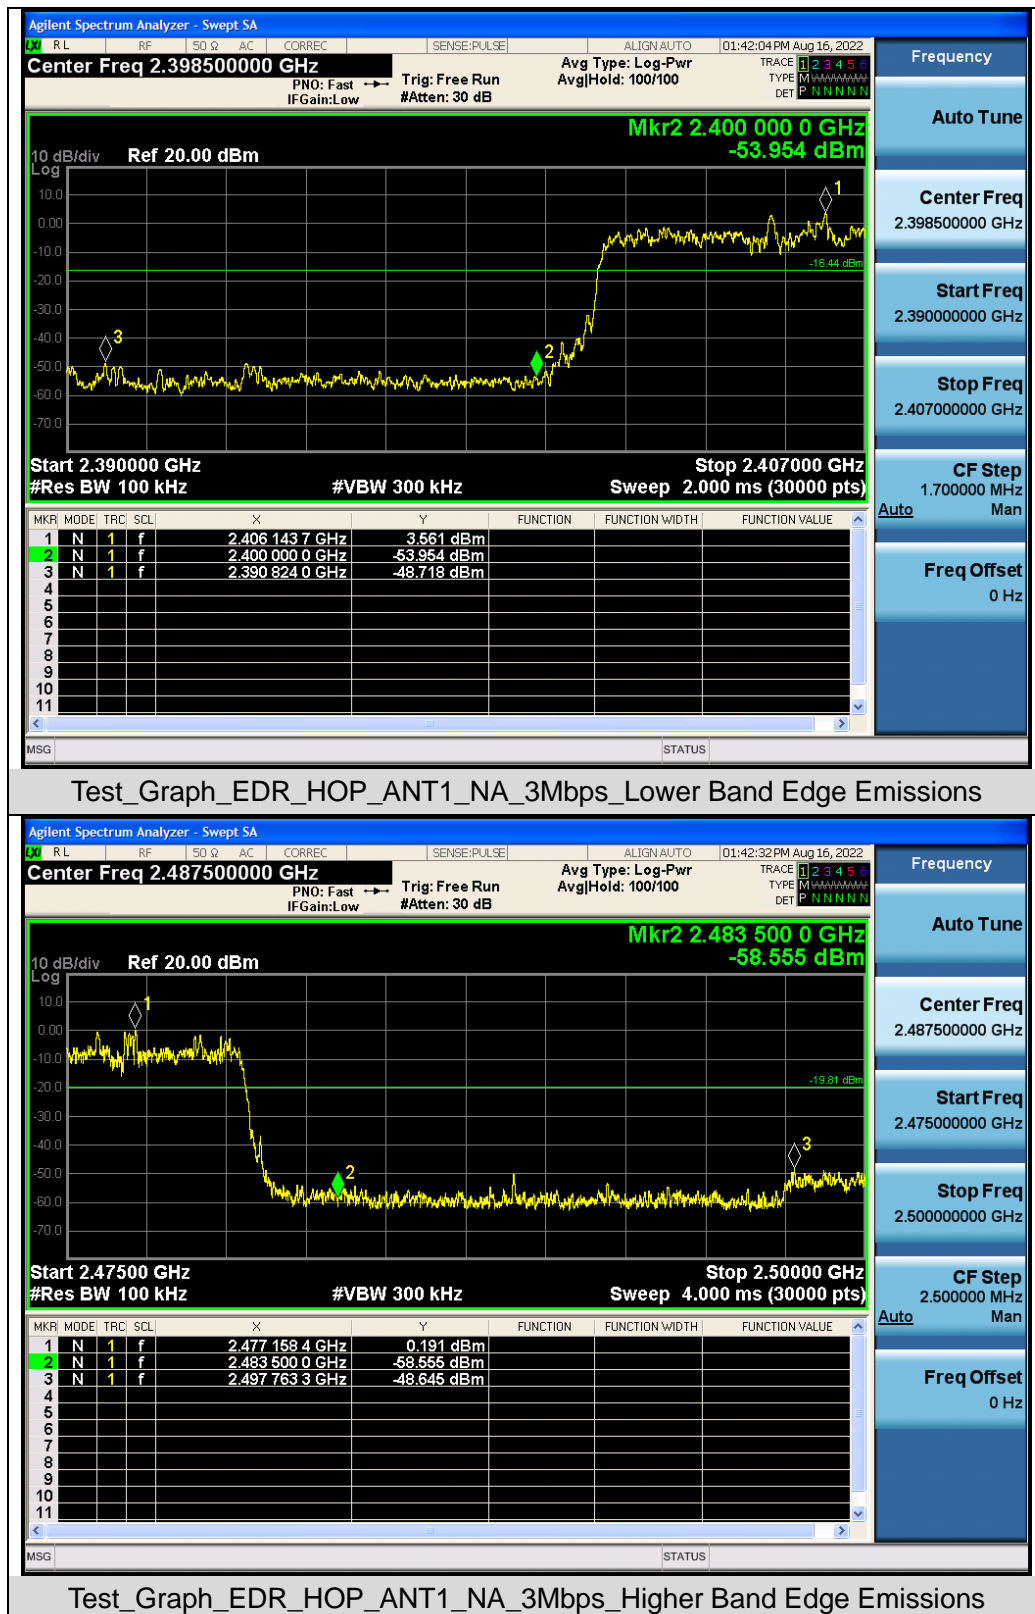 Agilent Spectrum Analyzer - Swept SA
LXI RL RF 50 Ω AC CORREC SENSE:PULSE ALIGN AUTO 01:42:04 PM Aug 16, 2022
Center Freq 2.398500000 GHz
PNO: Fast
IFGain:Low
Trig: Free Run
#Atten: 30 dB
Avg Type: Log-Pwr
Avg|Hold: 100/100
TRACE 1 2 3 4 5 6
TYPE M WWWWW
DET P N N N N N
Mkr2 2.400 000 0 GHz
-53.954 dBm
10 dB/div Ref 20.00 dBm
Log
10.0
0.00
-10.0
-20.0
-30.0
-40.0
-50.0
-60.0
-70.0
1
-16.44 dBm
3
2
Start 2.390000 GHz Stop 2.407000 GHz
#Res BW 100 kHz #VBW 300 kHz Sweep 2.000 ms (30000 pts)
MKR MODE TRC SCL X Y FUNCTION FUNCTION WIDTH FUNCTION VALUE
1 N 1 f 2.406 143 7 GHz 3.561 dBm
2 N 1 f 2.400 000 0 GHz -53.954 dBm
3 N 1 f 2.390 824 0 GHz -48.718 dBm
4
5
6
7
8
9
10
11
MSG STATUS
Frequency
Auto Tune
Center Freq
2.398500000 GHz
Start Freq
2.390000000 GHz
Stop Freq
2.407000000 GHz
CF Step
1.700000 MHz
Auto Man
Freq Offset
0 Hz
Test_Graph_EDR_HOP_ANT1_NA_3Mbps_Lower Band Edge Emissions
Agilent Spectrum Analyzer - Swept SA
LXI RL RF 50 Ω AC CORREC SENSE:PULSE ALIGN AUTO 01:42:32 PM Aug 16, 2022
Center Freq 2.487500000 GHz
PNO: Fast
IFGain:Low
Trig: Free Run
#Atten: 30 dB
Avg Type: Log-Pwr
Avg|Hold: 100/100
TRACE 1 2 3 4 5 6
TYPE M WWWWW
DET P N N N N N
Mkr2 2.483 500 0 GHz
-58.555 dBm
10 dB/div Ref 20.00 dBm
Log
10.0
0.00
-10.0
-20.0
-30.0
-40.0
-50.0
-60.0
-70.0
1
-19.81 dBm
3
2
Start 2.47500 GHz Stop 2.50000 GHz
#Res BW 100 kHz #VBW 300 kHz Sweep 4.000 ms (30000 pts)
MKR MODE TRC SCL X Y FUNCTION FUNCTION WIDTH FUNCTION VALUE
1 N 1 f 2.477 158 4 GHz 0.191 dBm
2 N 1 f 2.483 500 0 GHz -58.555 dBm
3 N 1 f 2.497 763 3 GHz -48.645 dBm
4
5
6
7
8
9
10
11
MSG STATUS
Frequency
Auto Tune
Center Freq
2.487500000 GHz
Start Freq
2.475000000 GHz
Stop Freq
2.500000000 GHz
CF Step
2.500000 MHz
Auto Man
Freq Offset
0 Hz
Test_Graph_EDR_HOP_ANT1_NA_3Mbps_Higher Band Edge Emissions